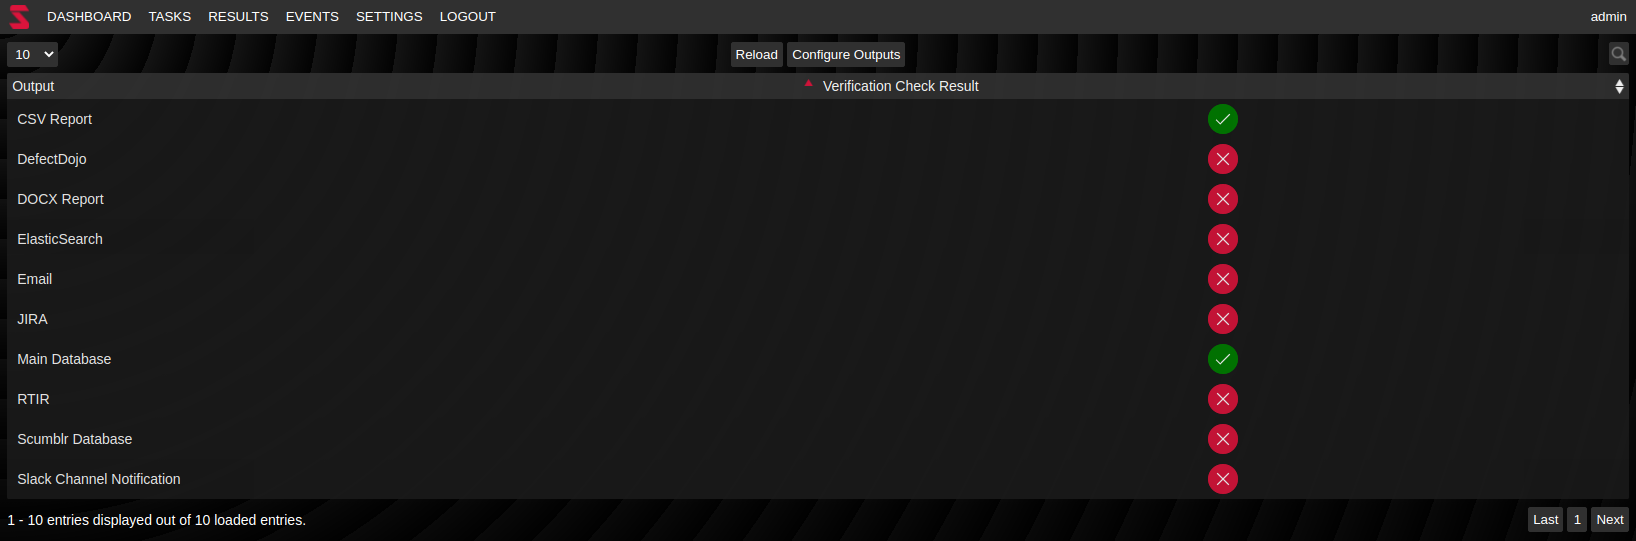 DASHBOARD TASKS RESULTS EVENTS SETTINGS LOGOUT admin
10 Reload Configure Outputs
Output Verification Check Result
CSV Report
DefectDojo
DOCX Report
ElasticSearch
Email
JIRA
Main Database
RTIR
Scumblr Database
Slack Channel Notification
1 - 10 entries displayed out of 10 loaded entries. Last 1 Next